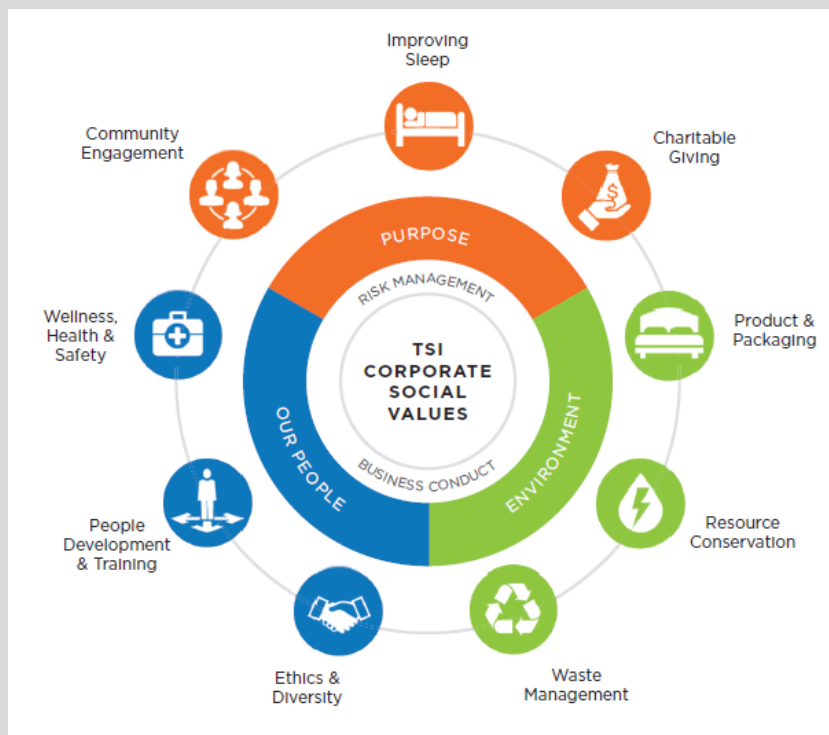 Improving
Sleep
Community
Engagement
Charitable
Giving
PURPOSE
RISK MANAGEMENT
Wellness,
Health &
Safety
Product &
Packaging
TSI
CORPORATE
SOCIAL
VALUES
OUR PEOPLE
ENVIRONMENT
BUSINESS CONDUCT
People
Development
& Training
Resource
Conservation
Ethics &
Diversity
Waste
Management
$